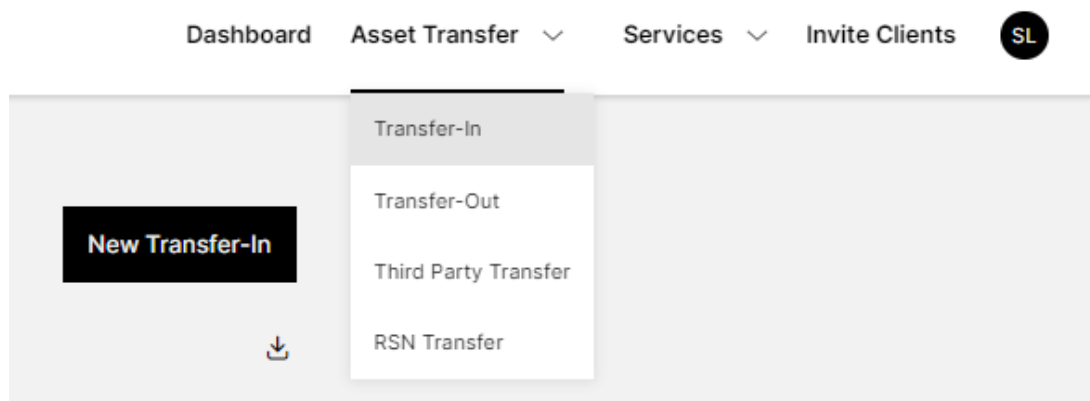 Dashboard Asset Transfer Services Invite Clients SL
Transfer-In
Transfer-Out
New Transfer-In
Third Party Transfer
RSN Transfer